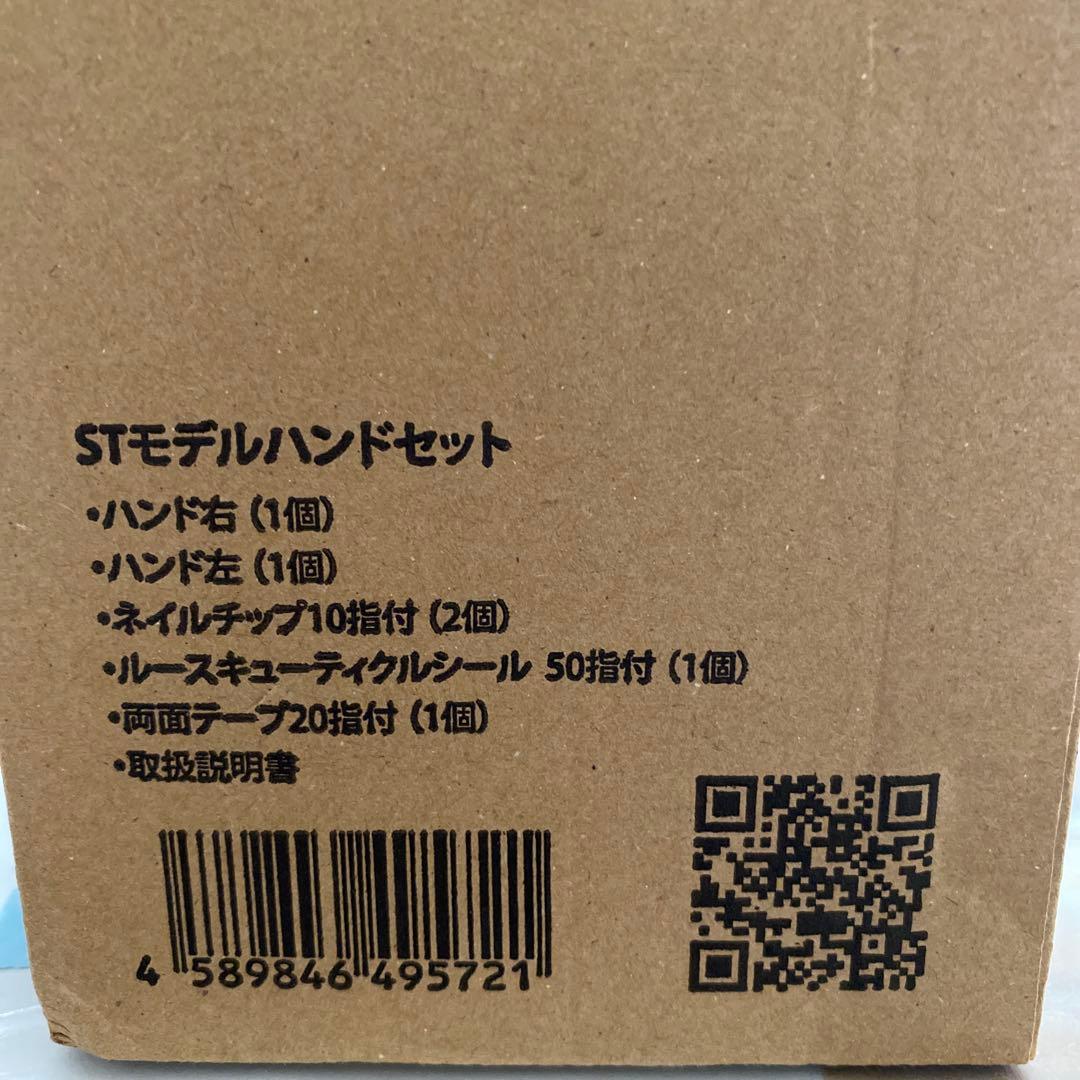 STモデルハンドセット
・ハンド右（1個）
・ハンド左（1個）
・ネイルチップ10指付（2個）
・ルースキューティクルシール 50指付（1個）
・両面テープ20指付（1個）
・取扱説明書
4 589846 495721